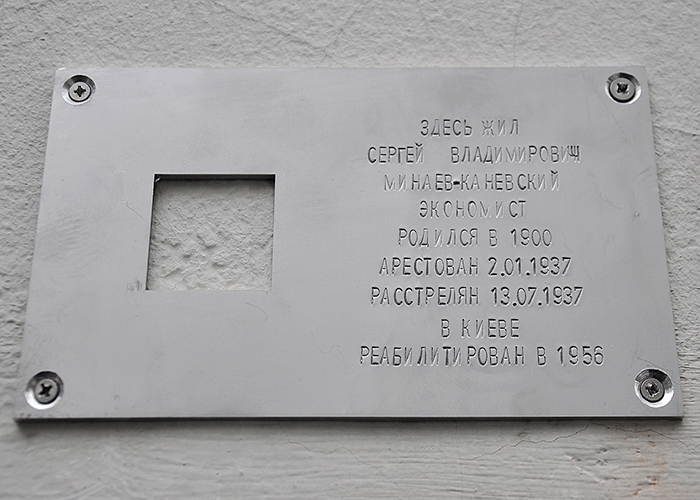 ЗДЕСЬ ЖИЛ
СЕРГЕЙ ВЛАДИМИРОВИЧ
МИНАЕВ-КАНЕВСКИЙ
ЭКОНОМИСТ
РОДИЛСЯ В 1900
АРЕСТОВАН 2.01.1937
РАССТРЕЛЯН 13.07.1937
В КИЕВЕ
РЕАБИЛИТИРОВАН В 1956